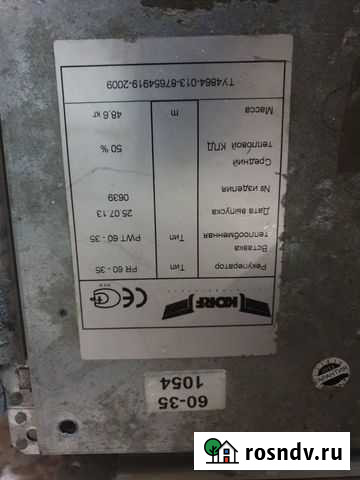 KORF
CE
Рекуператор Тип PR 60-35
Вставка теплообменная Тип PWT 60-35
Дата выпуска 25.07.13
№ изделия 0639
Средний тепловой КПД 50 %
Масса m 48,6 кг
ТУ4864-013-87654919-2009
60-35
1054
rosndv.ru